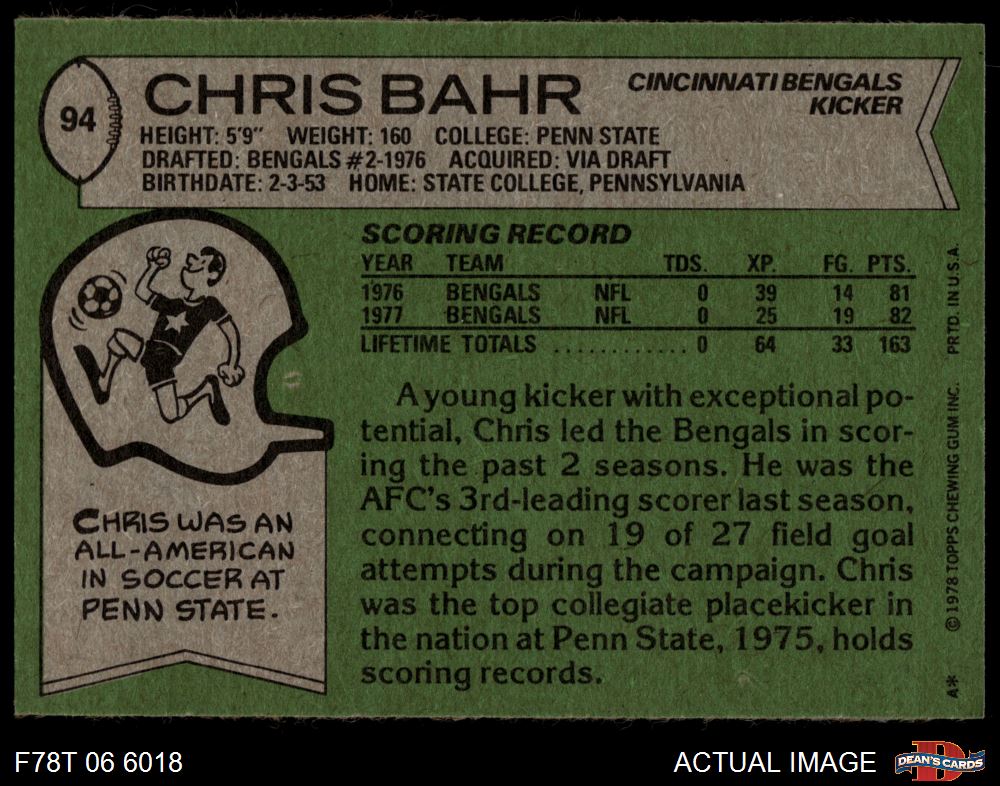 94
CHRIS BAHR
CINCINNATI BENGALS
KICKER
HEIGHT: 5'9" WEIGHT: 160 COLLEGE: PENN STATE
DRAFTED: BENGALS #2-1976 ACQUIRED: VIA DRAFT
BIRTHDATE: 2-3-53 HOME: STATE COLLEGE, PENNSYLVANIA
SCORING RECORD
YEAR TEAM TDS. XP. FG. PTS.
1976 BENGALS NFL 0 39 14 81
1977 BENGALS NFL 0 25 19 82
LIFETIME TOTALS ............ 0 64 33 163
A young kicker with exceptional po-
tential, Chris led the Bengals in scor-
ing the past 2 seasons. He was the
AFC's 3rd-leading scorer last season,
connecting on 19 of 27 field goal
attempts during the campaign. Chris
was the top collegiate placekicker in
the nation at Penn State, 1975, holds
scoring records.
CHRIS WAS AN
ALL-AMERICAN
IN SOCCER AT
PENN STATE.
A* © 1978 TOPPS CHEWING GUM INC. PRTD. IN U.S.A.
F78T 06 6018
ACTUAL IMAGE
D
DEAN'S CARDS